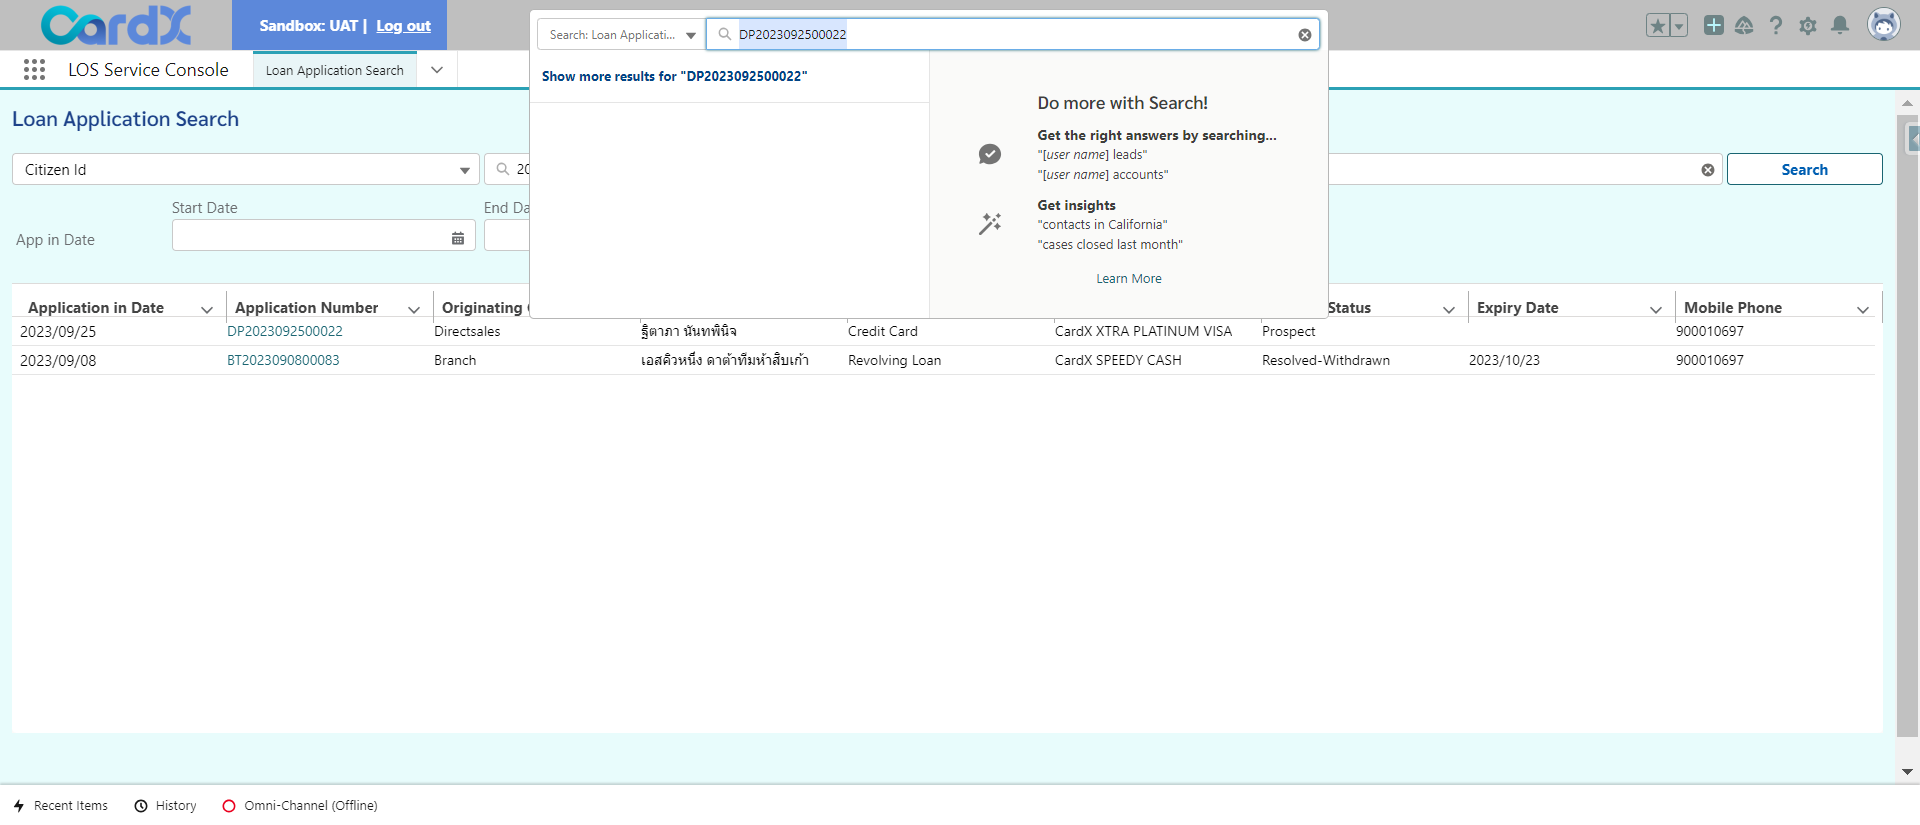 CardX
Sandbox: UAT | Log out
Search: Loan Applicati... DP2023092500022
LOS Service Console
Loan Application Search
Show more results for "DP2023092500022"
Do more with Search!
Get the right answers by searching...
"[user name] leads"
"[user name] accounts"
Get insights
"contacts in California"
"cases closed last month"
Learn More
Loan Application Search
Citizen Id
20
Search
Start Date
End Da
App in Date
Application in Date Application Number Originating Status Expiry Date Mobile Phone
2023/09/25 DP2023092500022 Directsales ฐิตาภา นันทพินิจ Credit Card CardX XTRA PLATINUM VISA Prospect 900010697
2023/09/08 BT2023090800083 Branch เอสคิวหนึ่ง ดาต้าทีมห้าสิบเก้า Revolving Loan CardX SPEEDY CASH Resolved-Withdrawn 2023/10/23 900010697
Recent Items History Omni-Channel (Offline)